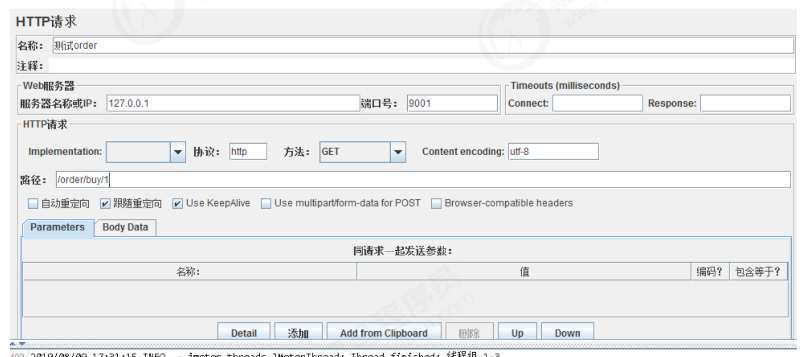 HTTP请求
名称： 测试order
注释：
Web服务器
服务器名称或IP： 127.0.0.1 端口号： 9001
Timeouts (milliseconds)
Connect: Response:
HTTP请求
Implementation: 协议： http 方法： GET Content encoding: utf-8
路径： /order/buy/1
自动重定向 跟随重定向 Use KeepAlive Use multipart/form-data for POST Browser-compatible headers
Parameters Body Data
同请求一起发送参数：
名称： 值 编码? 包含等于?
Detail 添加 Add from Clipboard 删除 Up Down
409 2019/08/09 17:31:15 INFO - jmeter.threads.JMeterThread: Thread finished: 线程组 1-3